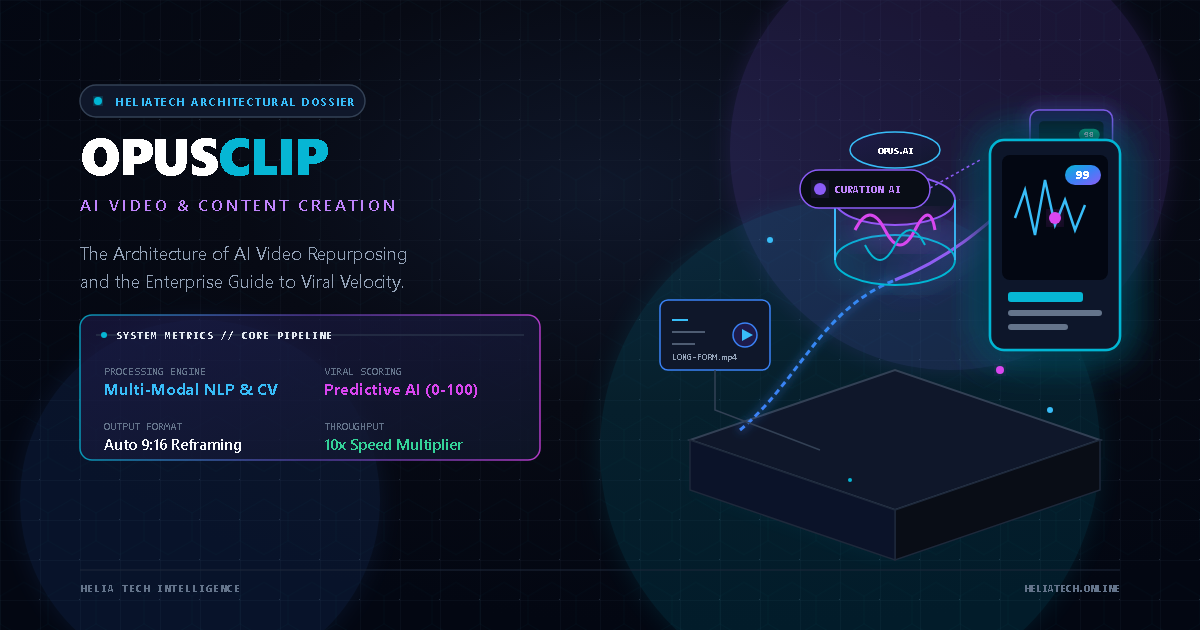 HELIATECH ARCHITECTURAL DOSSIER
OPUSCLIP
AI VIDEO & CONTENT CREATION
The Architecture of AI Video Repurposing
and the Enterprise Guide to Viral Velocity.
SYSTEM METRICS // CORE PIPELINE
PROCESSING ENGINE
Multi-Modal NLP & CV
VIRAL SCORING
Predictive AI (0-100)
OUTPUT FORMAT
Auto 9:16 Reframing
THROUGHPUT
10x Speed Multiplier
OPUS.AI
CURATION AI
98
99
LONG-FORM.mp4
HELIA TECH INTELLIGENCE
HELIATECH.ONLINE